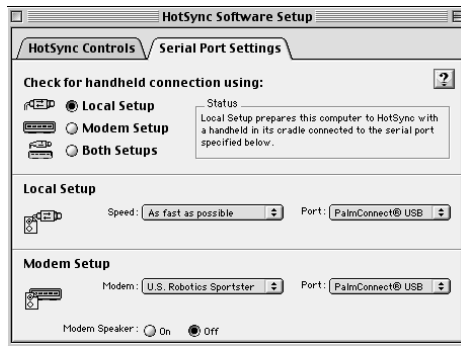 HotSync Software Setup
HotSync Controls Serial Port Settings
Check for handheld connection using:
?
Local Setup
Modem Setup
Both Setups
Status
Local Setup prepares this computer to HotSync with
a handheld in its cradle connected to the serial port
specified below.
Local Setup
Speed: As fast as possible Port: PalmConnect® USB
Modem Setup
Modem: U.S. Robotics Sportster Port: PalmConnect® USB
Modem Speaker: On Off